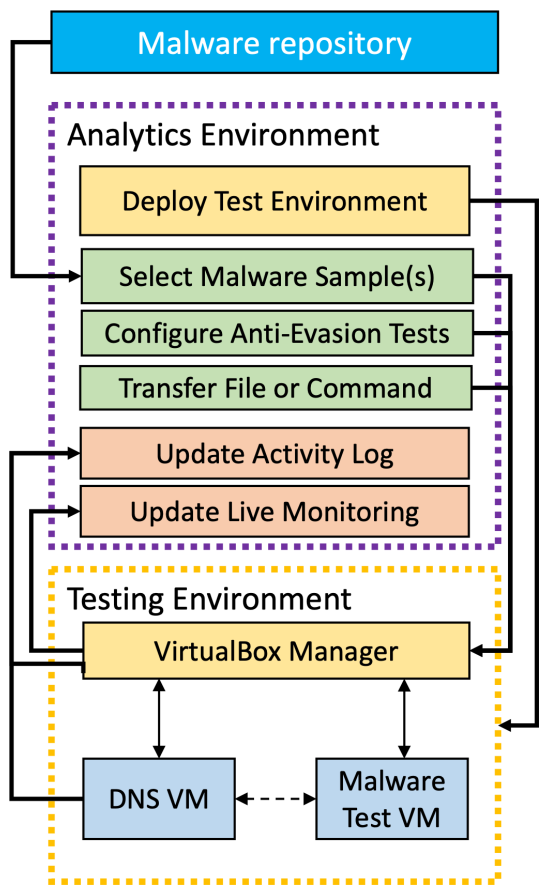 Malware repository
Analytics Environment
Deploy Test Environment
Select Malware Sample(s)
Configure Anti-Evasion Tests
Transfer File or Command
Update Activity Log
Update Live Monitoring
Testing Environment
VirtualBox Manager
DNS VM
Malware
Test VM